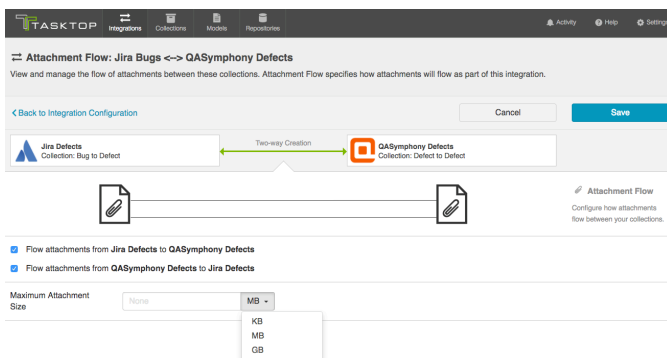 TASKTOP
Integrations
Collections
Models
Repositories
Activity
Help
Settings
Attachment Flow: Jira Bugs <--> QASymphony Defects
View and manage the flow of attachments between these collections. Attachment Flow specifies how attachments will flow as part of this integration.
Back to Integration Configuration
Cancel
Save
Jira Defects
Collection: Bug to Defect
Two-way Creation
QASymphony Defects
Collection: Defect to Defect
Attachment Flow
Configure how attachments
flow between your collections.
Flow attachments from Jira Defects to QASymphony Defects
Flow attachments from QASymphony Defects to Jira Defects
Maximum Attachment
Size
None
MB
KB
MB
GB